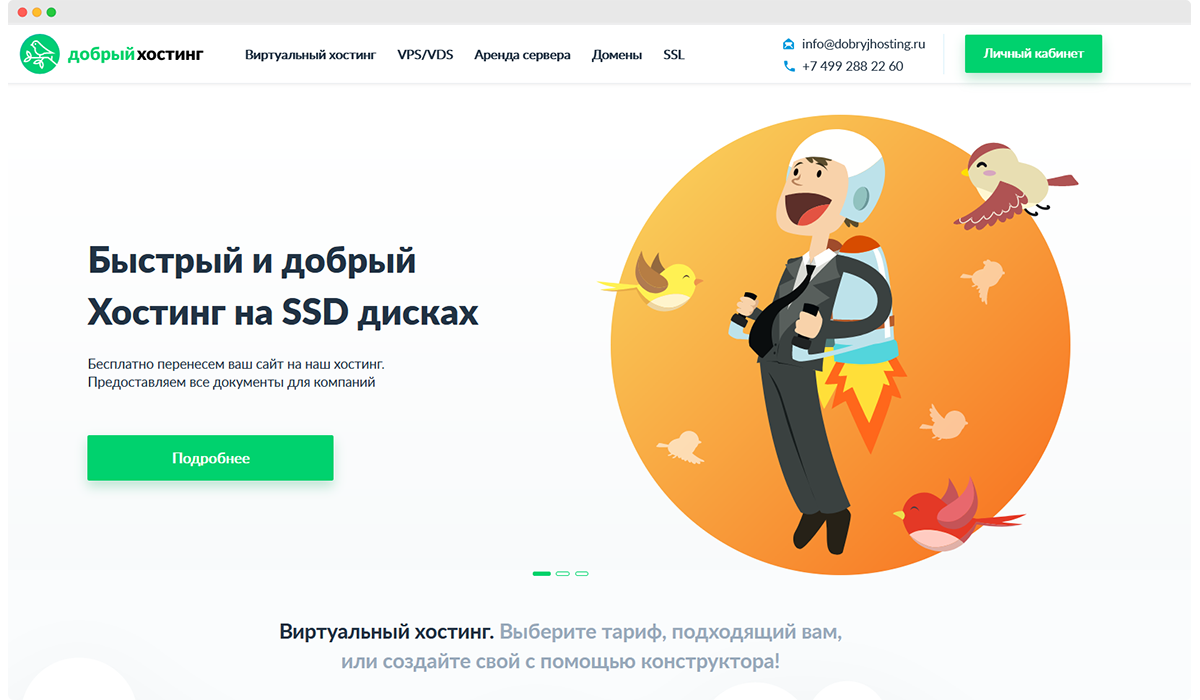 добрый хостинг
Виртуальный хостинг VPS/VDS Аренда сервера Домены SSL
info@dobryjhosting.ru
+7 499 288 22 60
Личный кабинет
Быстрый и добрый
Хостинг на SSD дисках
Бесплатно перенесем ваш сайт на наш хостинг.
Предоставляем все документы для компаний
Подробнее
Виртуальный хостинг. Выберите тариф, подходящий вам,
или создайте свой с помощью конструктора!